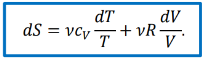 dS = νc_V dT/T + νR dV/V.